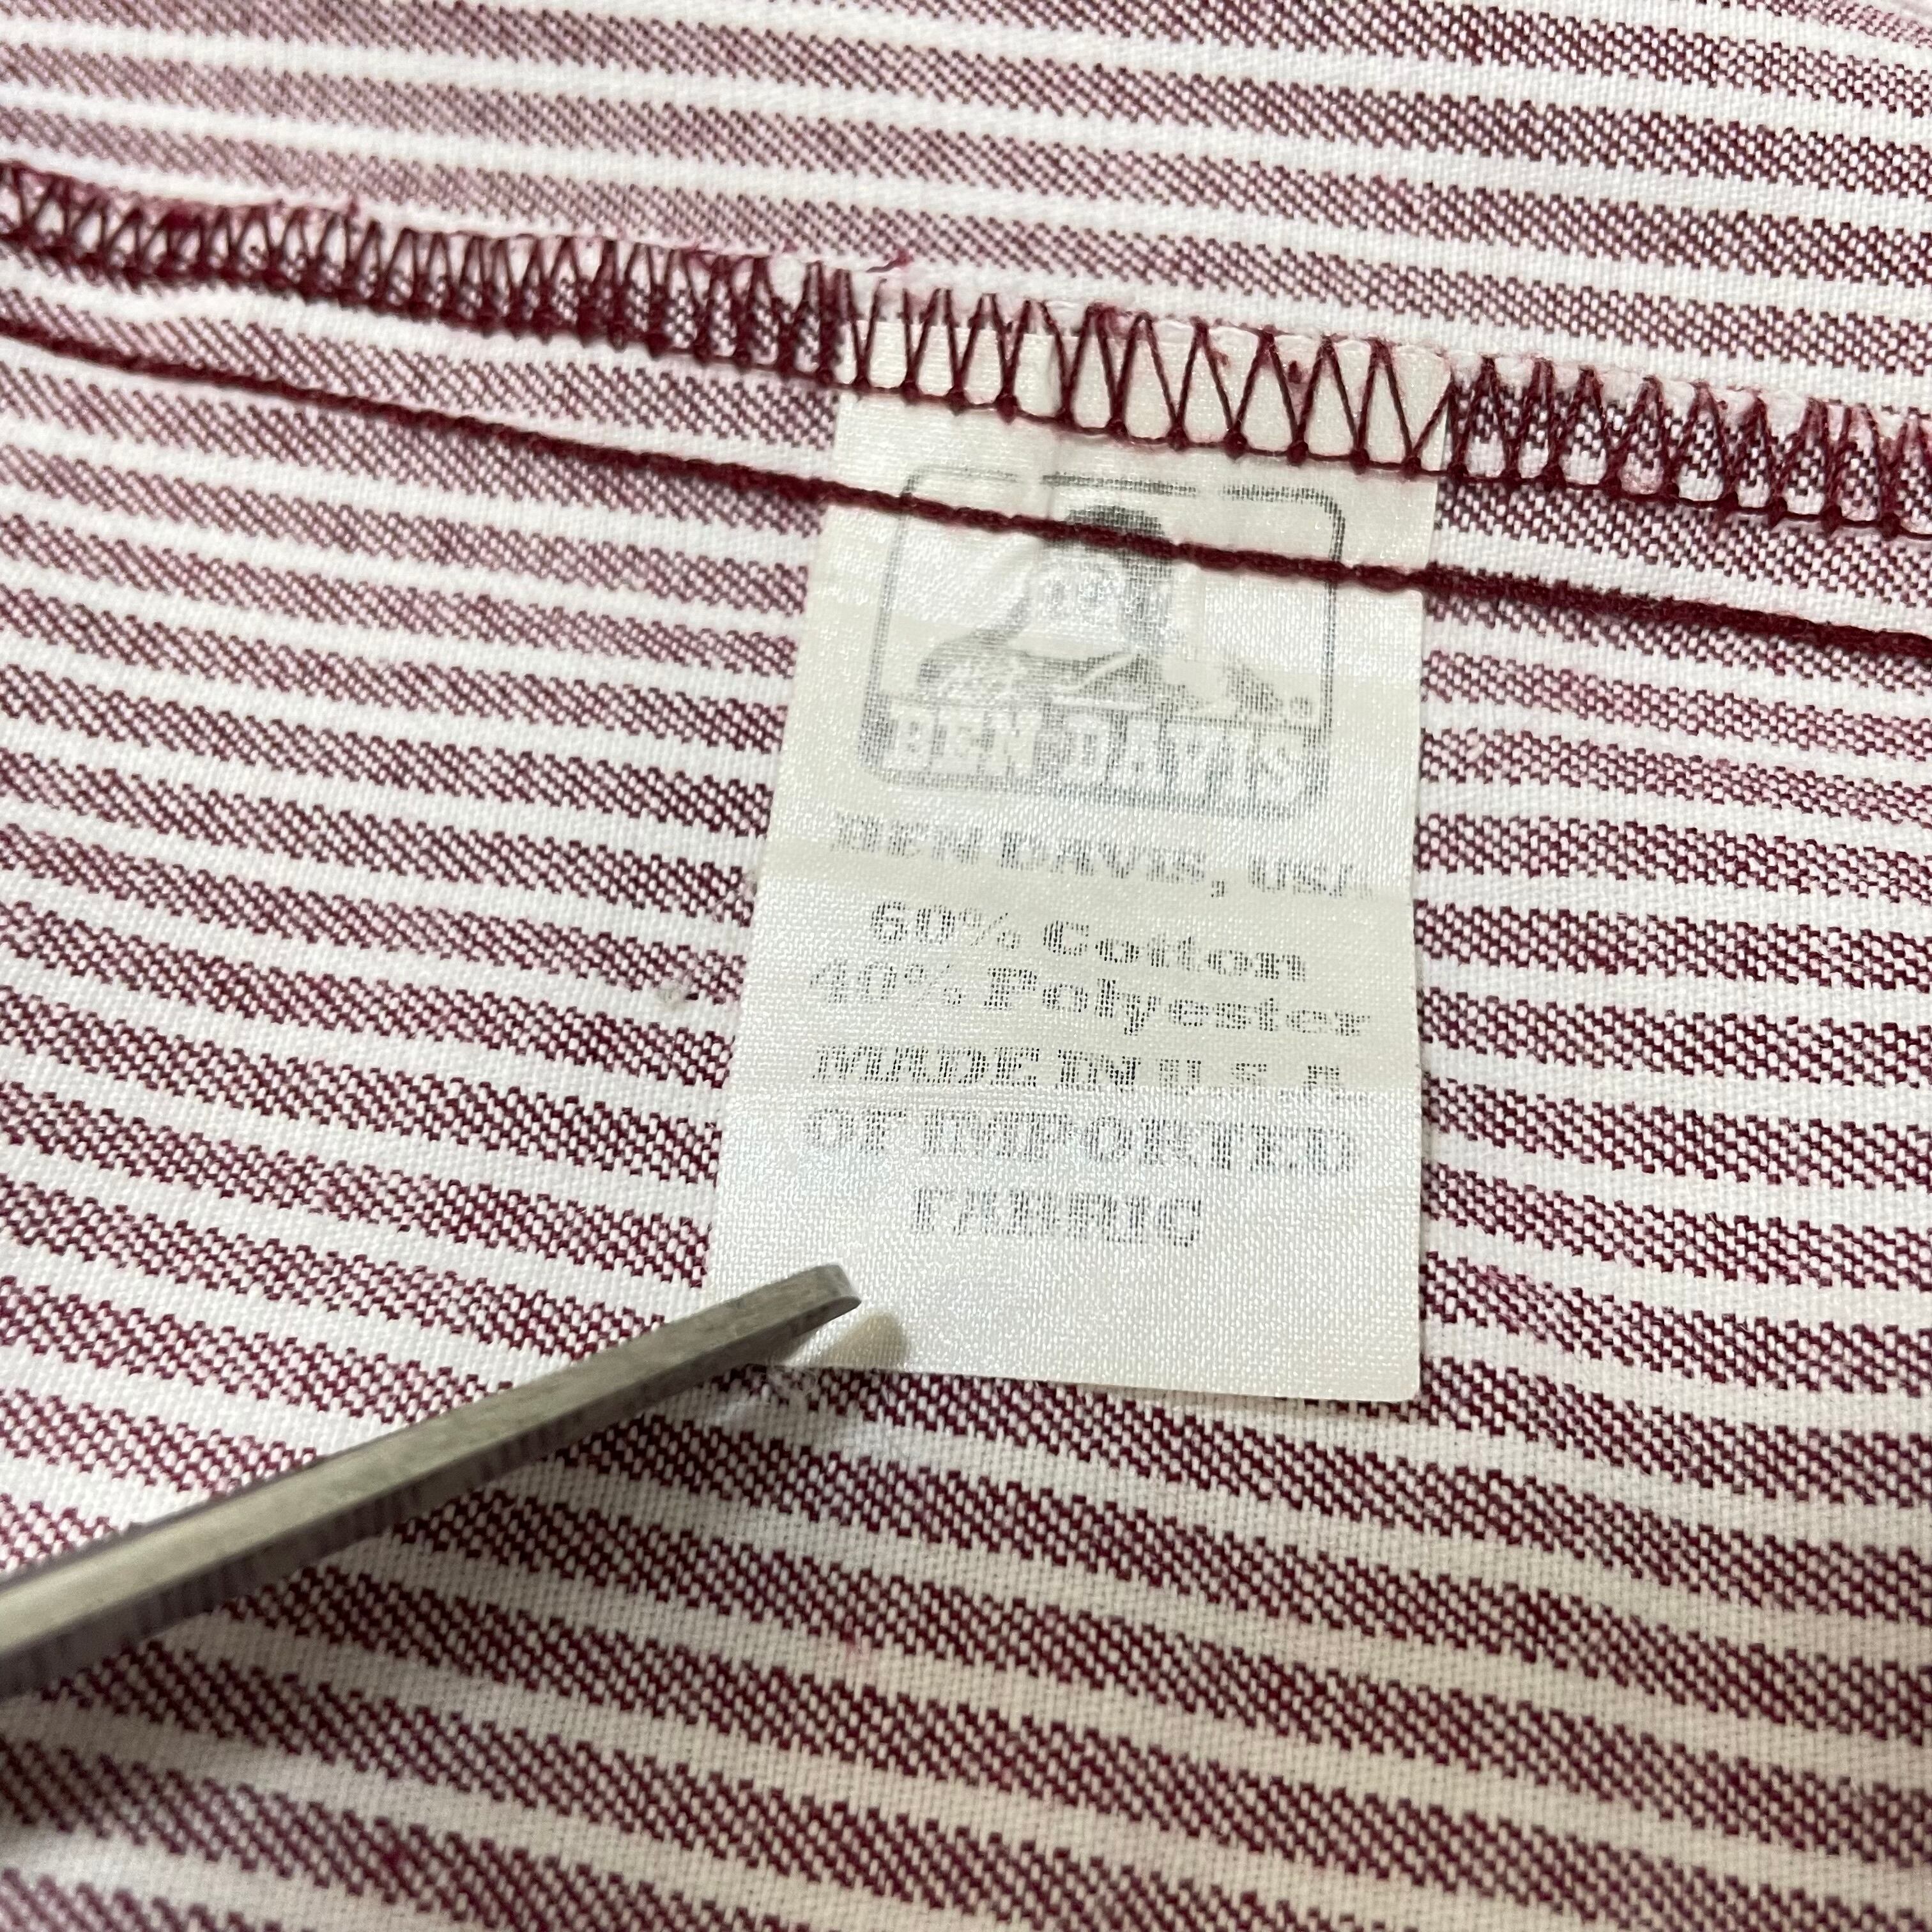 BEN DAVIS
BEN DAVIS, USA
60% Cotton
40% Polyester
MADE IN U.S.A.
OF IMPORTED
FABRIC